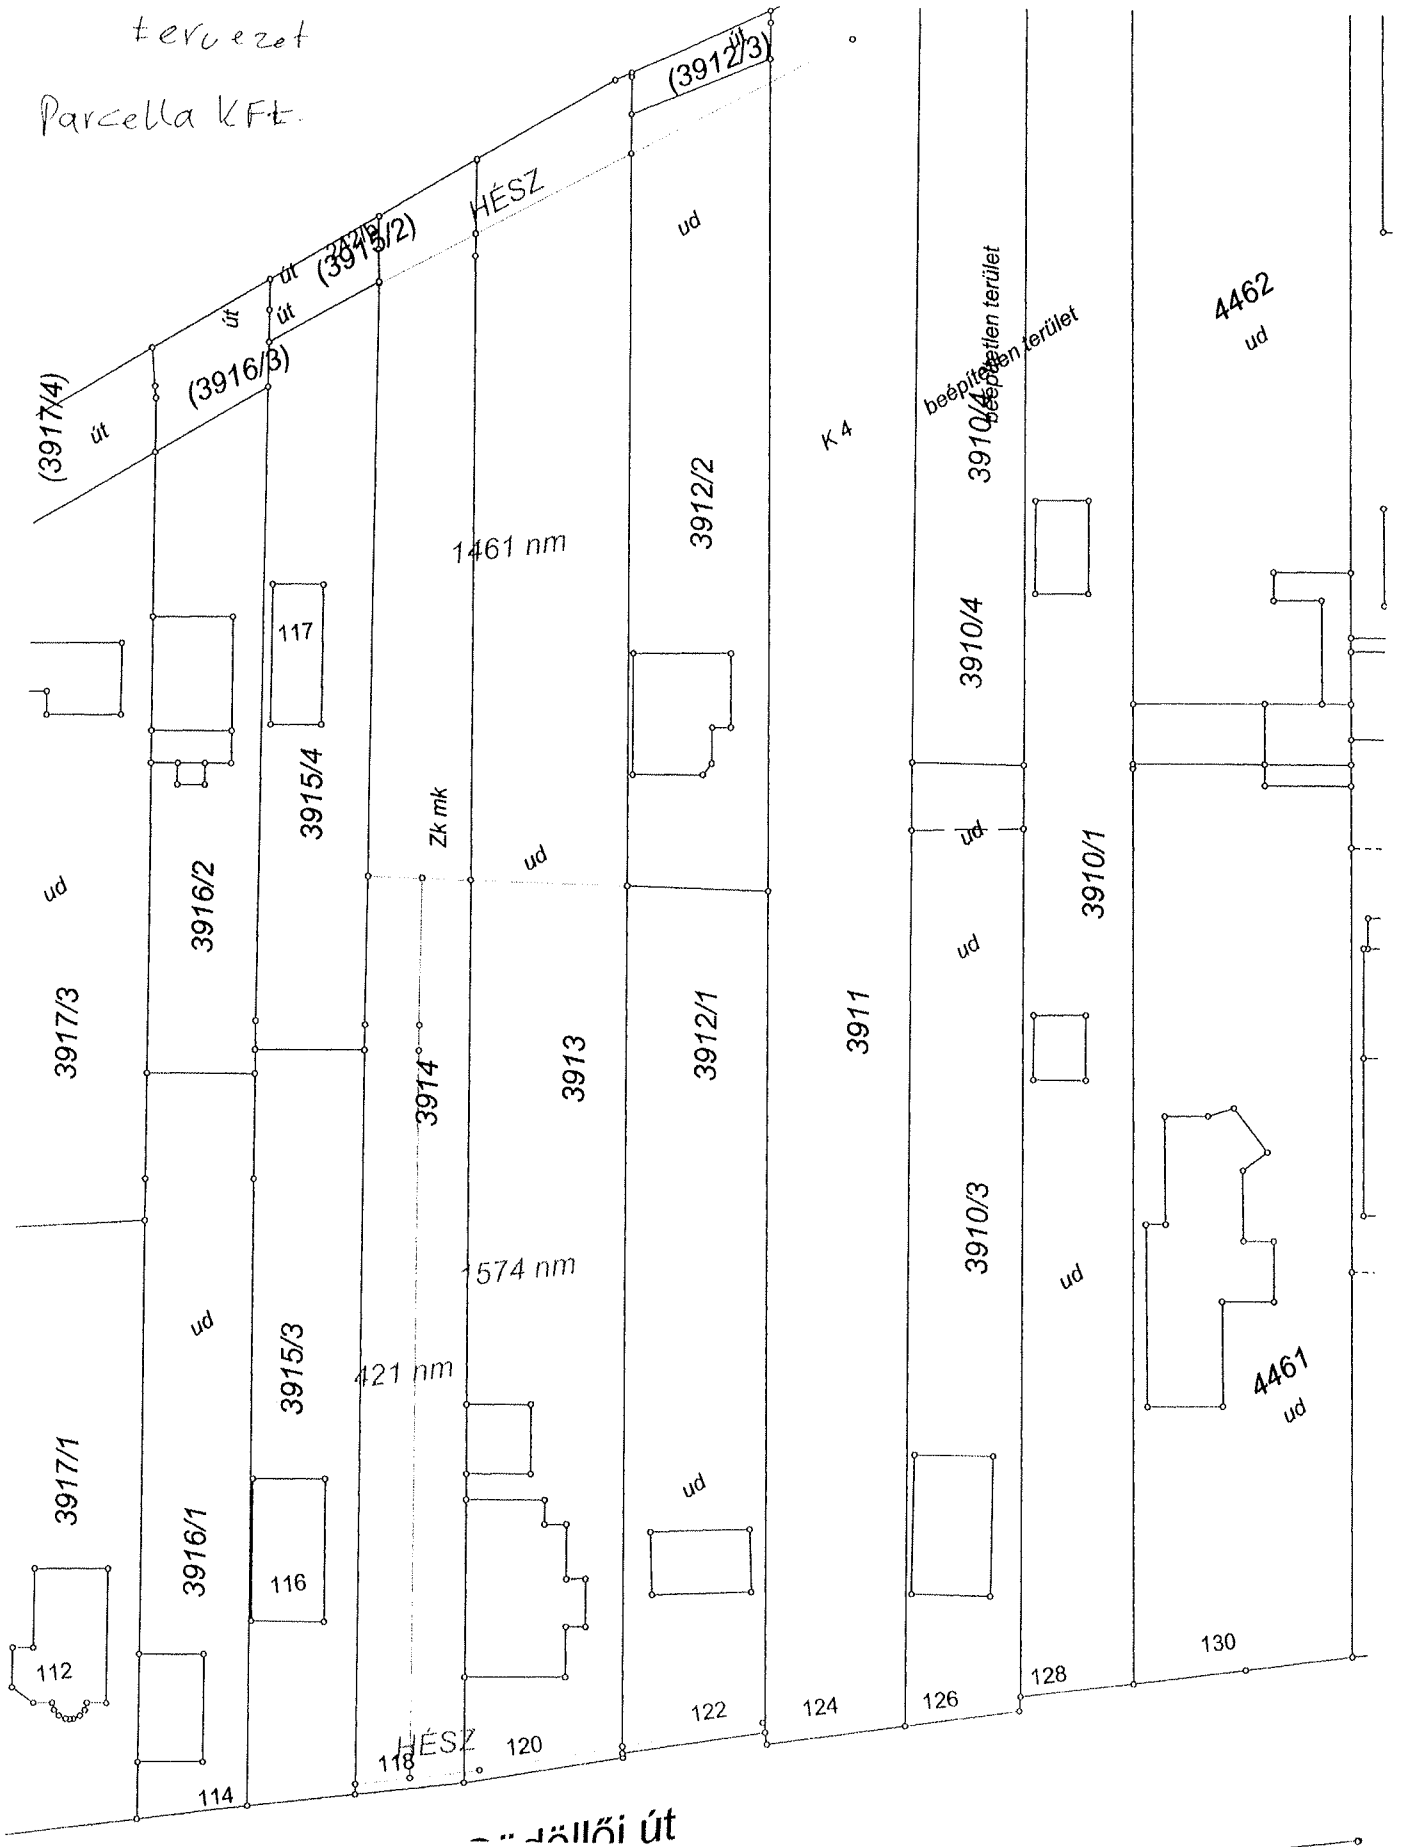 tervezet
Parcella Kft.
út
(3912/3)
HÉSZ
ud
(3915/2)
út
út
út
(3916/3)
(3917/4)
út
4462
ud
beépítetlen terület
beépítetlen terület
3910/4
K 4
3912/2
1461 nm
117
3910/4
3915/4
Zk mk
ud
ud
3916/2
ud
3910/1
ud
3917/3
3914
3913
3912/1
3911
3910/3
1574 nm
ud
ud
3915/3
421 nm
4461
ud
3917/1
ud
3916/1
116
112
130
128
126
124
122
120
HÉSZ
118
114
út